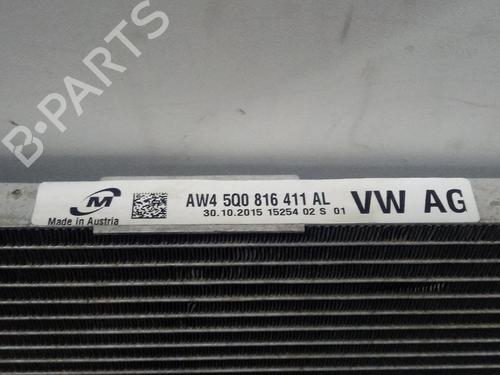 B-PARTS
M
Made in Austria
AW4 5Q0 816 411 AL
30.10.2015 15254 02 S 01
VW AG